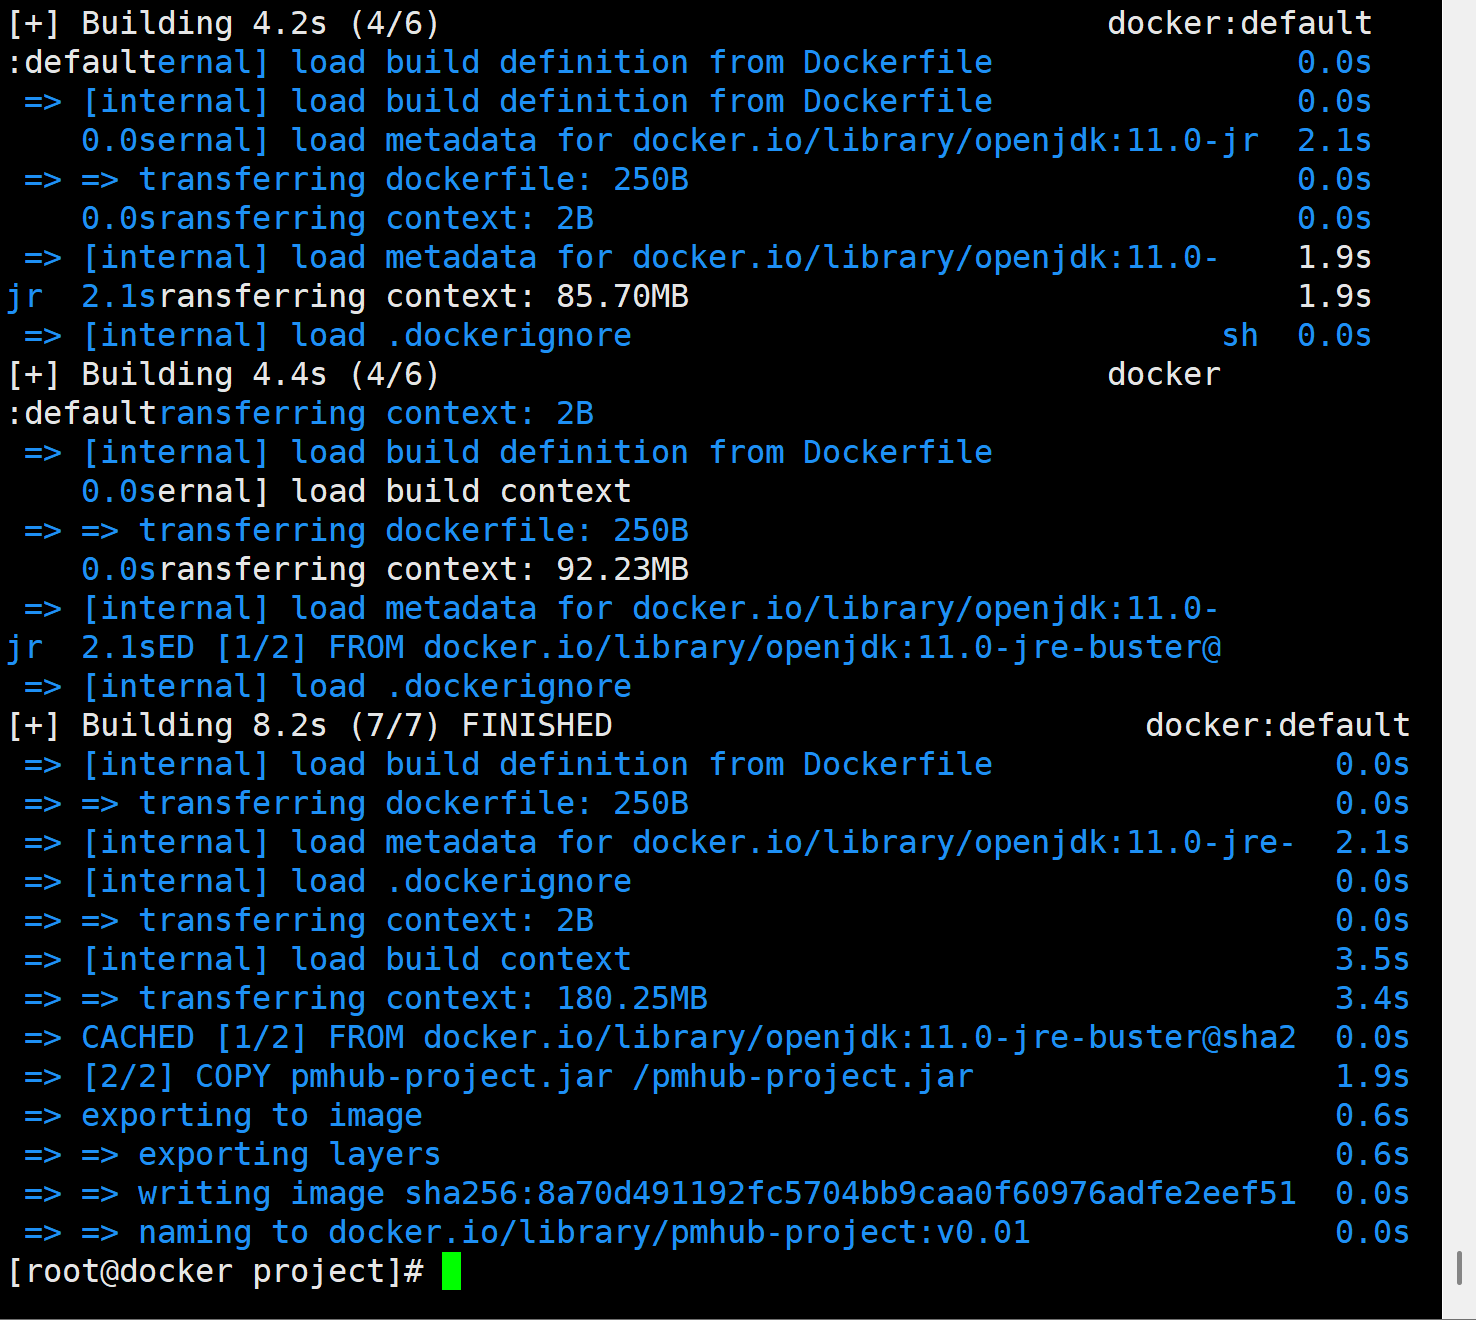 [+] Building 4.2s (4/6) docker:default
:defaulternal] load build definition from Dockerfile 0.0s
=> [internal] load build definition from Dockerfile 0.0s
0.0sernal] load metadata for docker.io/library/openjdk:11.0-jr 2.1s
=> => transferring dockerfile: 250B 0.0s
0.0sransferring context: 2B 0.0s
=> [internal] load metadata for docker.io/library/openjdk:11.0- 1.9s
jr 2.1sransferring context: 85.70MB 1.9s
=> [internal] load .dockerignore sh 0.0s
[+] Building 4.4s (4/6) docker
:defaultransferring context: 2B
=> [internal] load build definition from Dockerfile
0.0sernal] load build context
=> => transferring dockerfile: 250B
0.0sransferring context: 92.23MB
=> [internal] load metadata for docker.io/library/openjdk:11.0-
jr 2.1sED [1/2] FROM docker.io/library/openjdk:11.0-jre-buster@
=> [internal] load .dockerignore
[+] Building 8.2s (7/7) FINISHED docker:default
=> [internal] load build definition from Dockerfile 0.0s
=> => transferring dockerfile: 250B 0.0s
=> [internal] load metadata for docker.io/library/openjdk:11.0-jre- 2.1s
=> [internal] load .dockerignore 0.0s
=> => transferring context: 2B 0.0s
=> [internal] load build context 3.5s
=> => transferring context: 180.25MB 3.4s
=> CACHED [1/2] FROM docker.io/library/openjdk:11.0-jre-buster@sha2 0.0s
=> [2/2] COPY pmhub-project.jar /pmhub-project.jar 1.9s
=> exporting to image 0.6s
=> => exporting layers 0.6s
=> => writing image sha256:8a70d491192fc5704bb9caa0f60976adfe2eef51 0.0s
=> => naming to docker.io/library/pmhub-project:v0.01 0.0s
[root@docker project]#